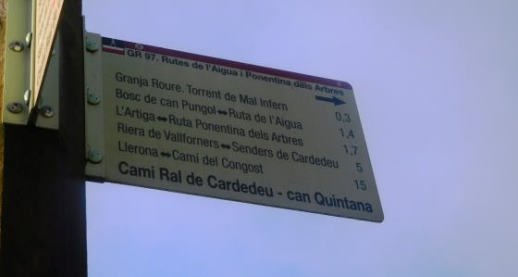 GR 97. Rutes de l'Aigua i Ponentina dels Arbres
Granja Roure. Torrent de Mal Infern 0,3
Bosc de can Pungol ⬌ Ruta de l'Aigua 1,4
L'Artiga ⬌ Ruta Ponentina dels Arbres 1,7
Riera de Vallforners ⬌ Senders de Cardedeu 5
Llerona ⬌ Camí del Congost 15
Camí Ral de Cardedeu - can Quintana